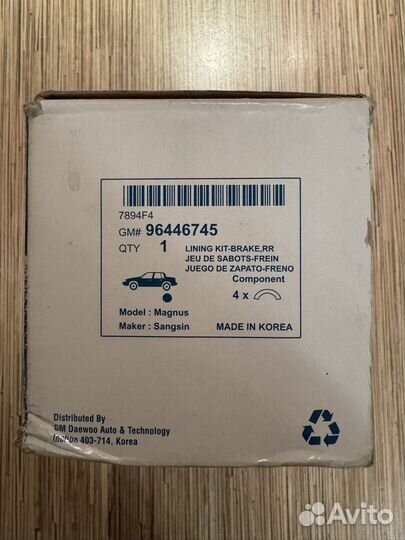 7894F4
GM# 96446745
QTY 1 LINING KIT-BRAKE,RR
JEU DE SABOTS-FREIN
JUEGO DE ZAPATO-FRENO
Component
4 x
Model : Magnus
Maker : Sangsin MADE IN KOREA
Distributed By
GM Daewoo Auto & Technology
Incheon 403-714, Korea
Avito